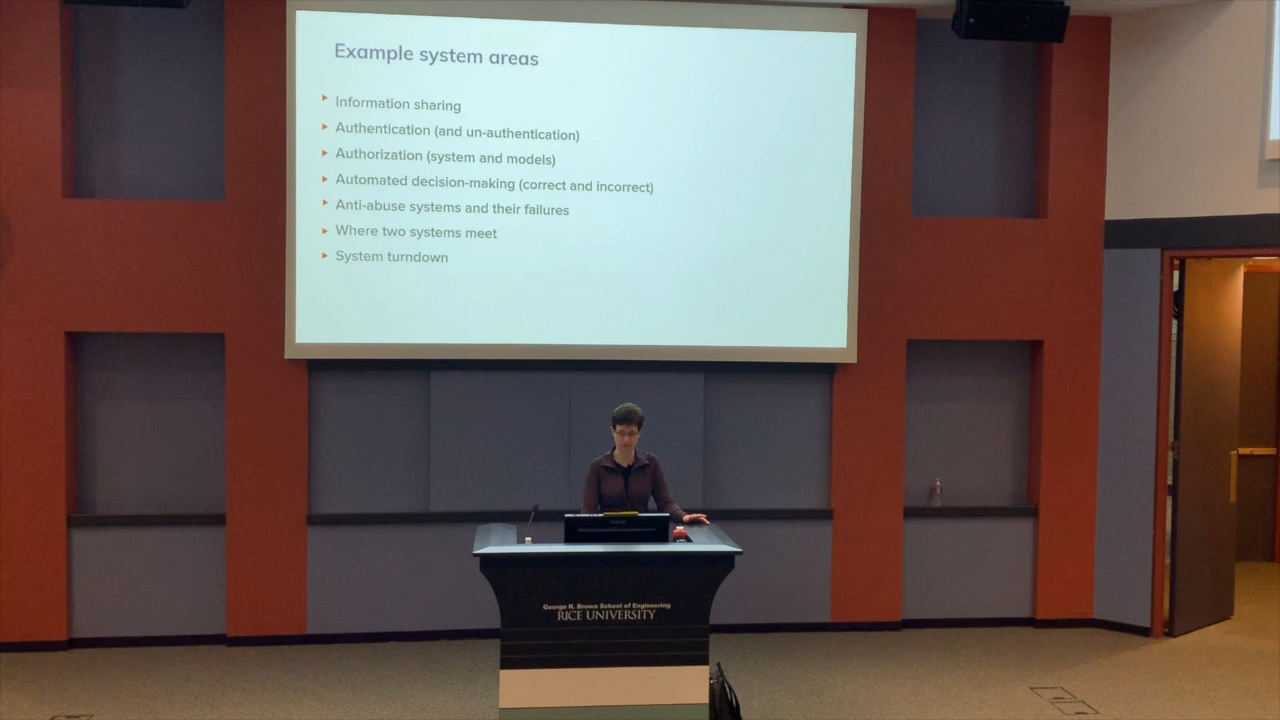 Example system areas
Information sharing
Authentication (and un-authentication)
Authorization (system and models)
Automated decision-making (correct and incorrect)
Anti-abuse systems and their failures
Where two systems meet
System turndown
George R. Brown School of Engineering
RICE UNIVERSITY